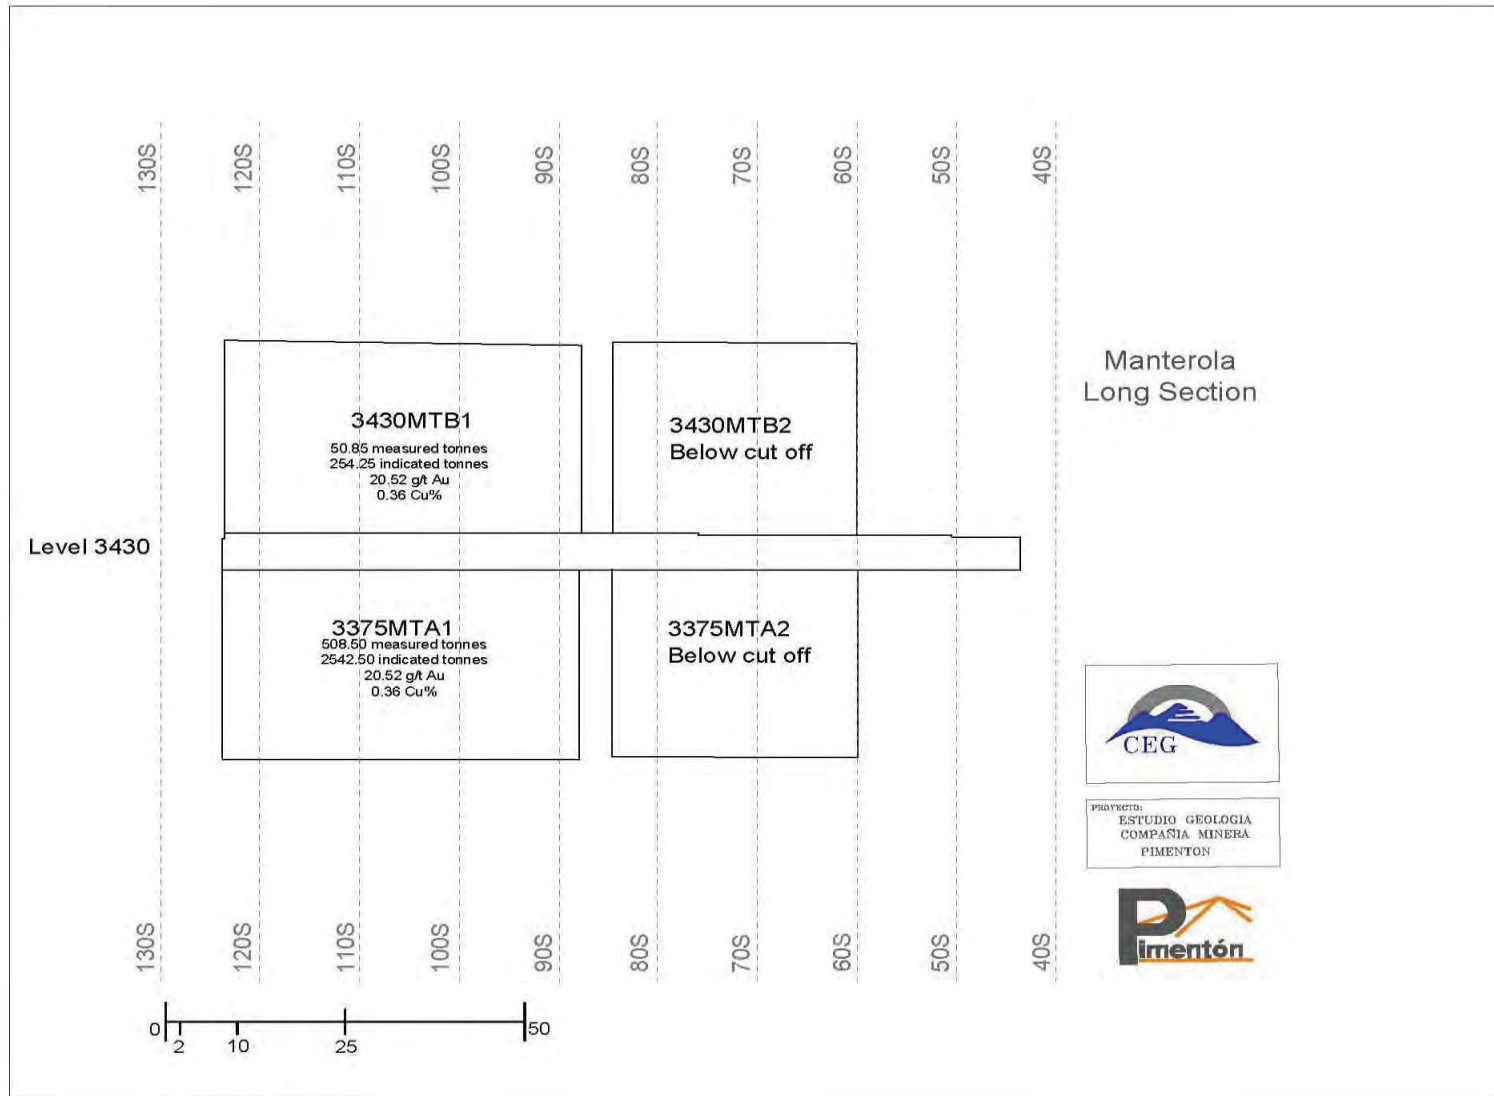 130S
120S
110S
100S
90S
80S
70S
60S
50S
40S
Manterola
Long Section
3430MTB1
50.85 measured tonnes
254.25 indicated tonnes
20.52 g/t Au
0.36 Cu%
3430MTB2
Below cut off
Level 3430
3375MTA1
508.50 measured tonnes
2542.50 indicated tonnes
20.52 g/t Au
0.36 Cu%
3375MTA2
Below cut off
CEG
PROYECTO:
ESTUDIO GEOLOGIA
COMPAÑIA MINERA
PIMENTON
Pimentón
130S
120S
110S
100S
90S
80S
70S
60S
50S
40S
0
2
10
25
50